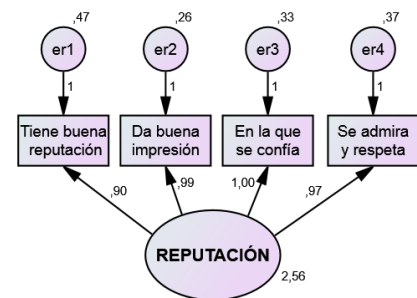 ,47
,26
,33
,37
er1
er2
er3
er4
1
1
1
1
Tiene buena
reputación
Da buena
impresión
En la que
se confía
Se admira
y respeta
,90
,99
1,00
,97
REPUTACIÓN
2,56